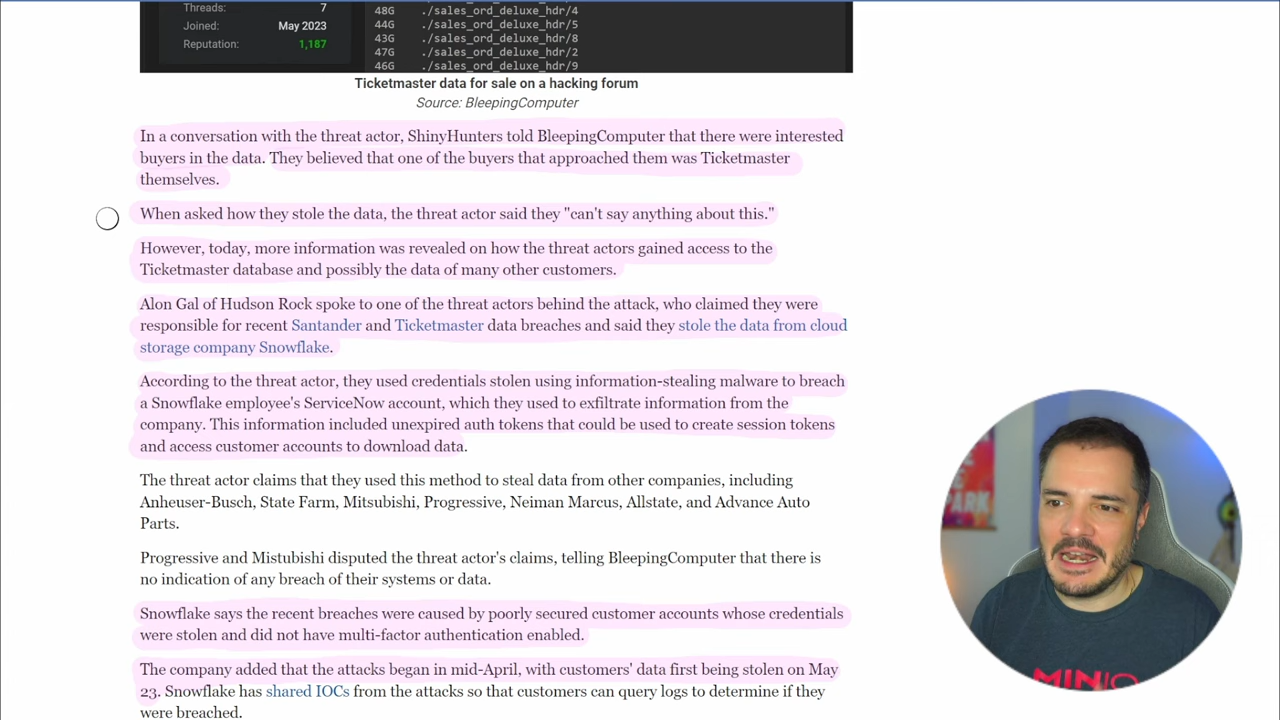 Threads: 7
Joined: May 2023
Reputation: 1,187
48G ./sales_ord_deluxe_hdr/4
44G ./sales_ord_deluxe_hdr/5
43G ./sales_ord_deluxe_hdr/8
47G ./sales_ord_deluxe_hdr/2
46G ./sales_ord_deluxe_hdr/9
Ticketmaster data for sale on a hacking forum
Source: BleepingComputer
In a conversation with the threat actor, ShinyHunters told BleepingComputer that there were interested
buyers in the data. They believed that one of the buyers that approached them was Ticketmaster
themselves.
When asked how they stole the data, the threat actor said they "can't say anything about this."
However, today, more information was revealed on how the threat actors gained access to the
Ticketmaster database and possibly the data of many other customers.
Alon Gal of Hudson Rock spoke to one of the threat actors behind the attack, who claimed they were
responsible for recent Santander and Ticketmaster data breaches and said they stole the data from cloud
storage company Snowflake.
According to the threat actor, they used credentials stolen using information-stealing malware to breach
a Snowflake employee's ServiceNow account, which they used to exfiltrate information from the
company. This information included unexpired auth tokens that could be used to create session tokens
and access customer accounts to download data.
The threat actor claims that they used this method to steal data from other companies, including
Anheuser-Busch, State Farm, Mitsubishi, Progressive, Neiman Marcus, Allstate, and Advance Auto
Parts.
Progressive and Mistubishi disputed the threat actor's claims, telling BleepingComputer that there is
no indication of any breach of their systems or data.
Snowflake says the recent breaches were caused by poorly secured customer accounts whose credentials
were stolen and did not have multi-factor authentication enabled.
The company added that the attacks began in mid-April, with customers' data first being stolen on May
23. Snowflake has shared IOCs from the attacks so that customers can query logs to determine if they
were breached.
PARK
MINIO